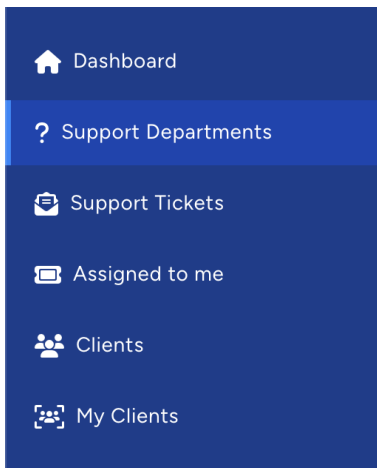 Dashboard
Support Departments
Support Tickets
Assigned to me
Clients
My Clients